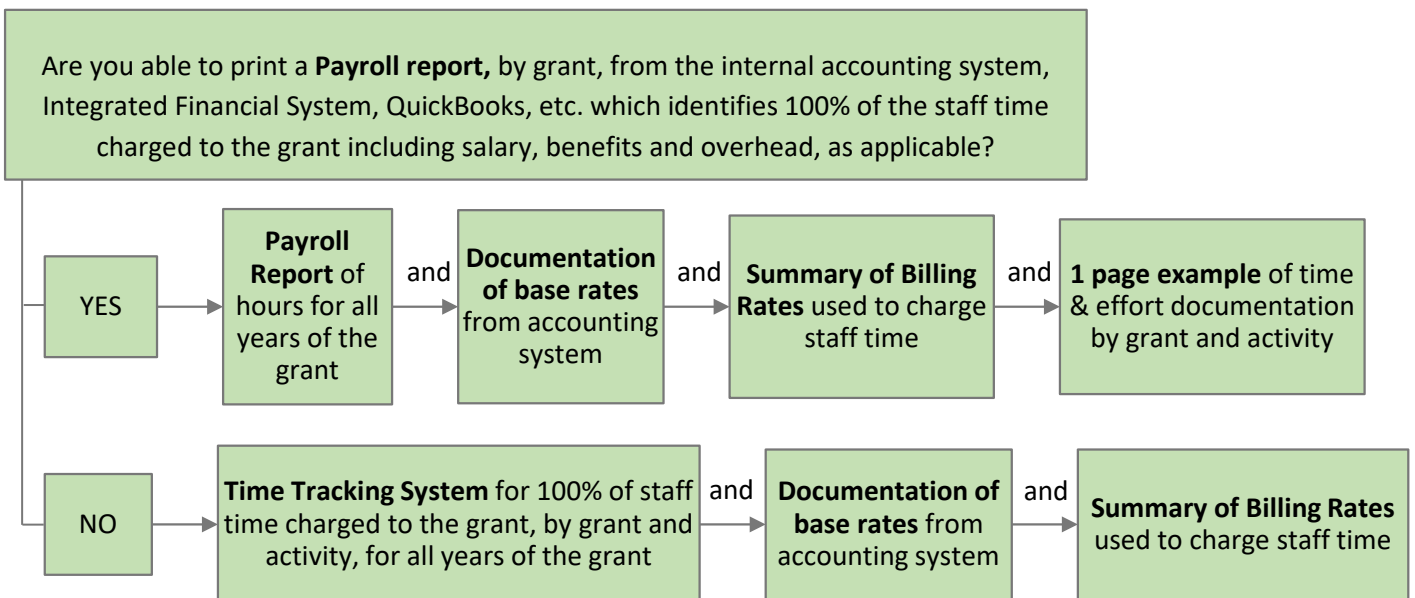 Are you able to print a Payroll report, by grant, from the internal accounting system,
Integrated Financial System, QuickBooks, etc. which identifies 100% of the staff time
charged to the grant including salary, benefits and overhead, as applicable?
YES
Payroll
Report of
hours for all
years of the
grant
and
Documentation
of base rates
from accounting
system
and
Summary of Billing
Rates used to charge
staff time
and
1 page example of time
& effort documentation
by grant and activity
NO
Time Tracking System for 100% of staff
time charged to the grant, by grant and
activity, for all years of the grant
and
Documentation of
base rates from
accounting system
and
Summary of Billing Rates
used to charge staff time